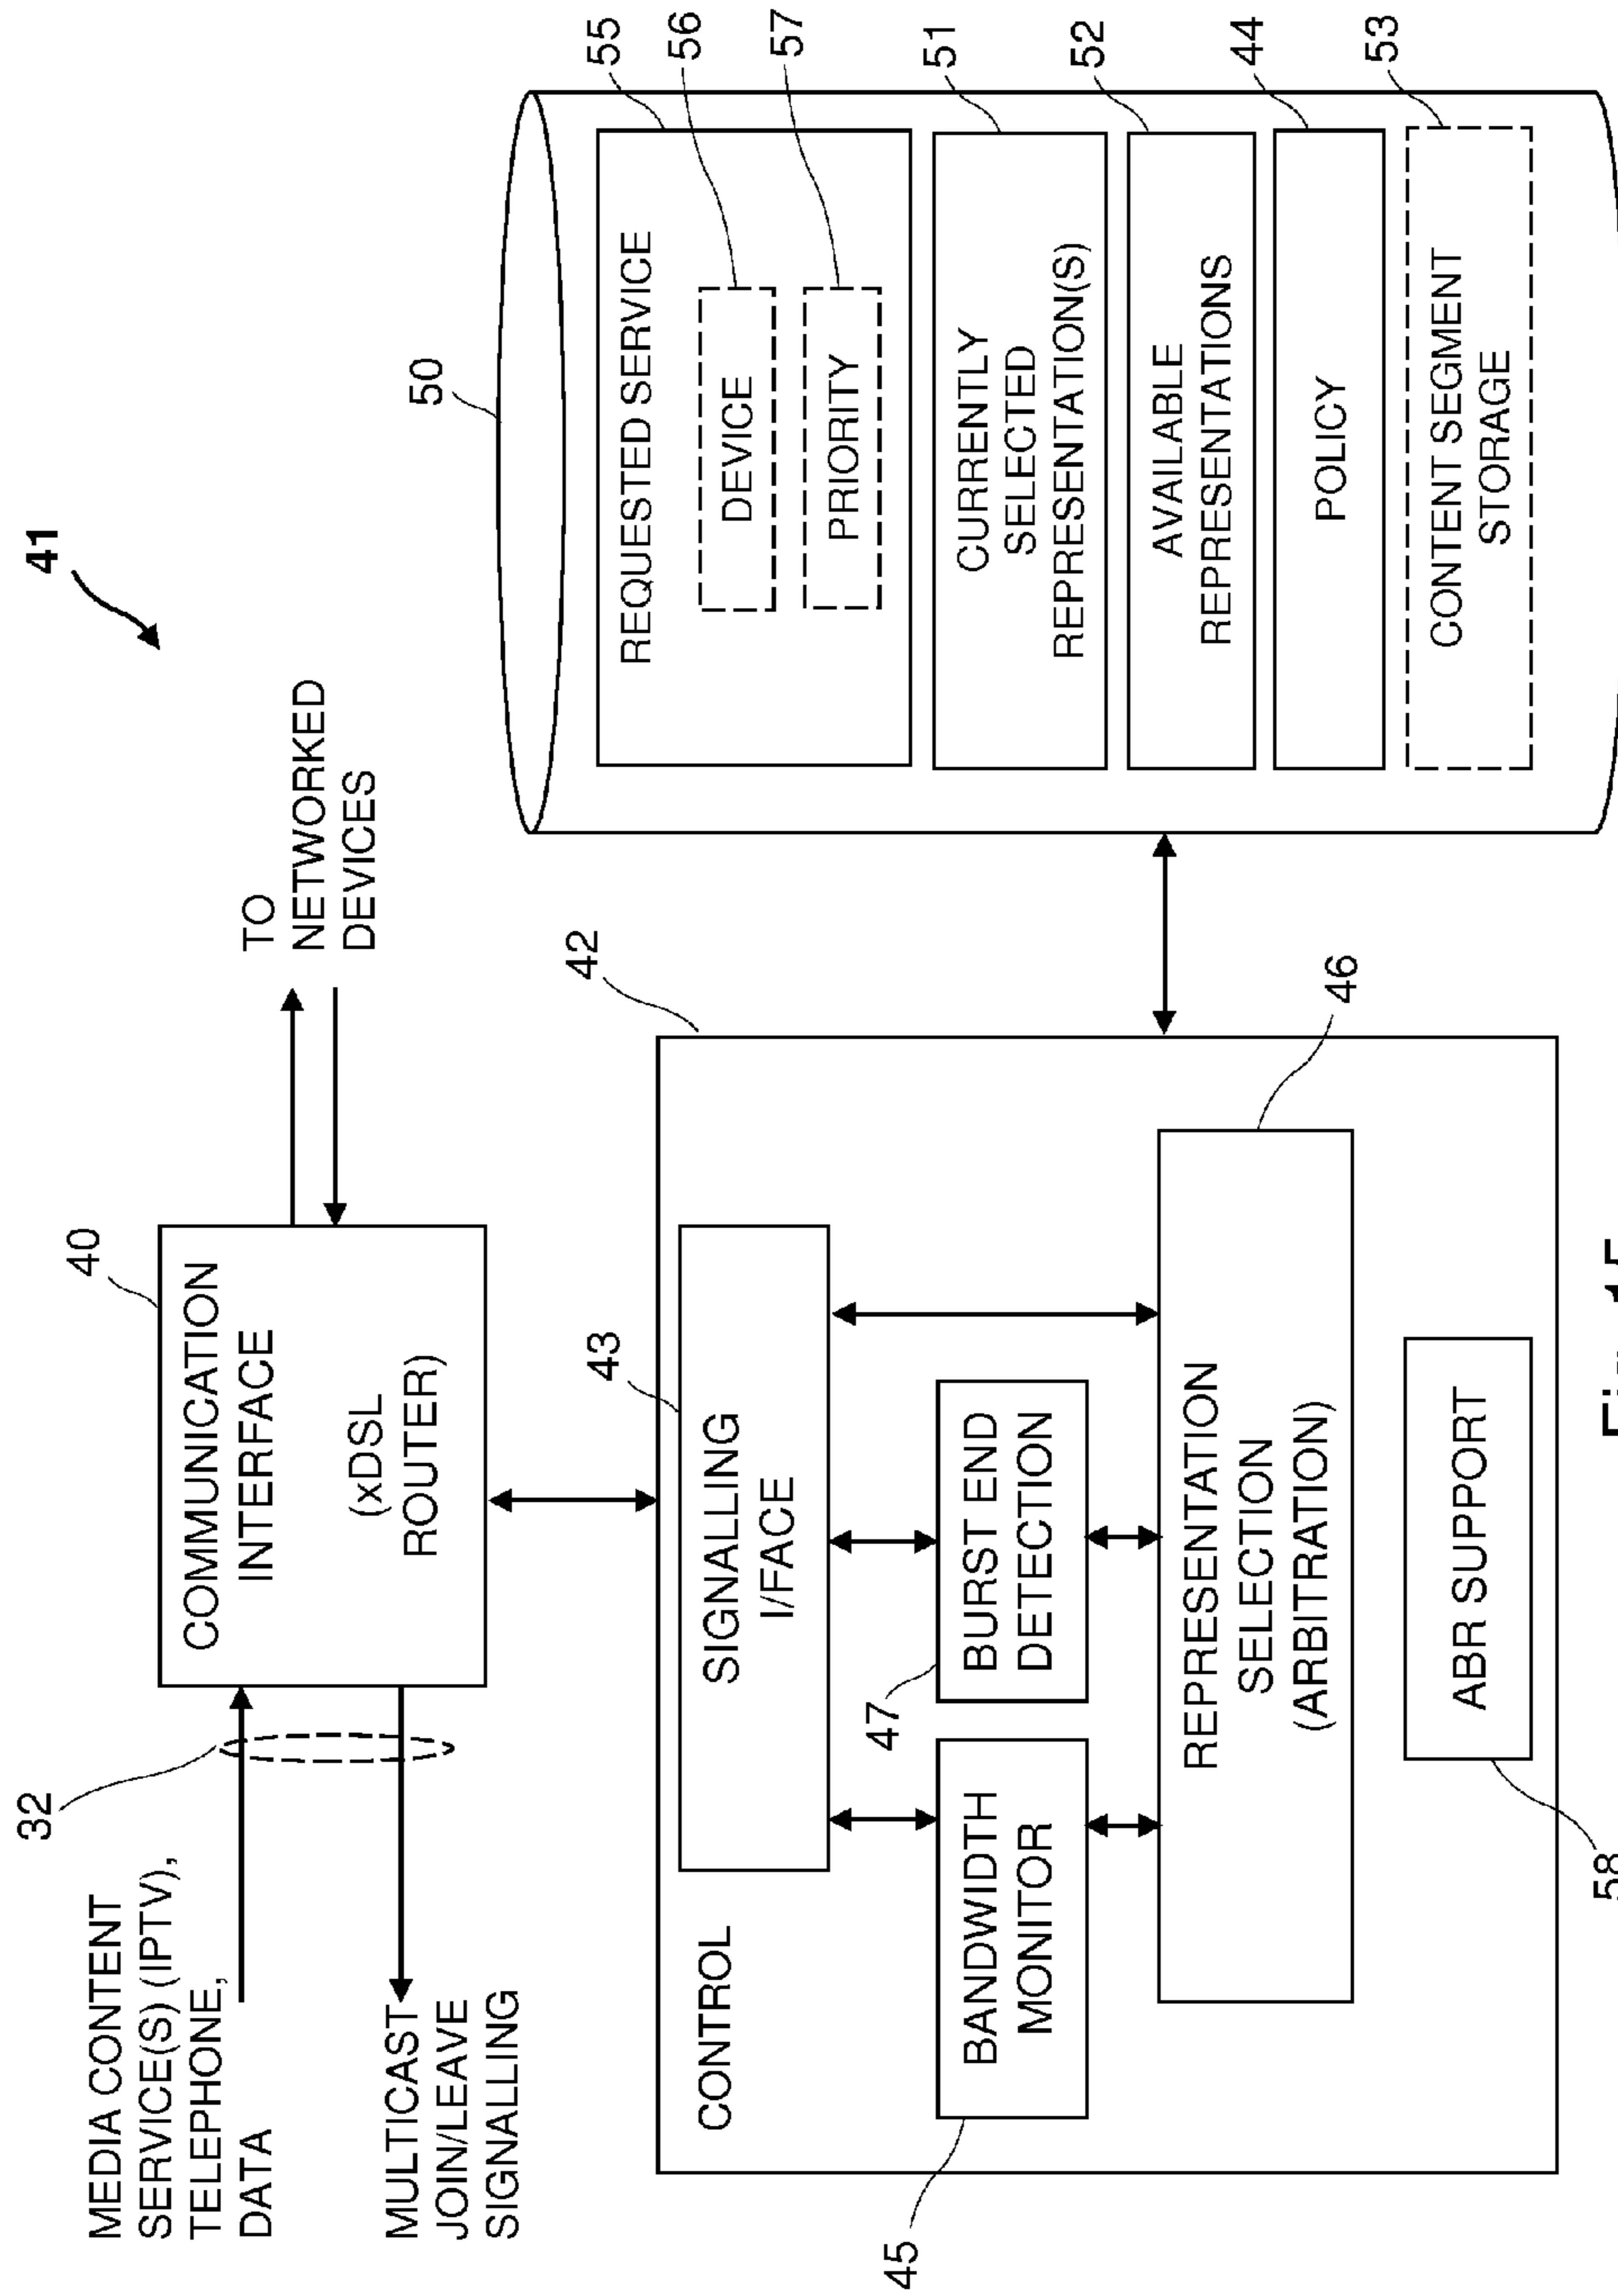 41
MEDIA CONTENT
SERVICE(S) (IPTV),
TELEPHONE,
DATA
32
40
COMMUNICATION
INTERFACE
(xDSL
ROUTER)
TO
NETWORKED
DEVICES
MULTICAST
JOIN/LEAVE
SIGNALLING
CONTROL
42
43
SIGNALLING
I/FACE
45
BANDWIDTH
MONITOR
47
BURST END
DETECTION
46
REPRESENTATION
SELECTION
(ARBITRATION)
58
ABR SUPPORT
50
55
REQUESTED SERVICE
56
DEVICE
57
PRIORITY
51
CURRENTLY
SELECTED
REPRESENTATION(S)
52
AVAILABLE
REPRESENTATIONS
44
POLICY
53
CONTENT SEGMENT
STORAGE